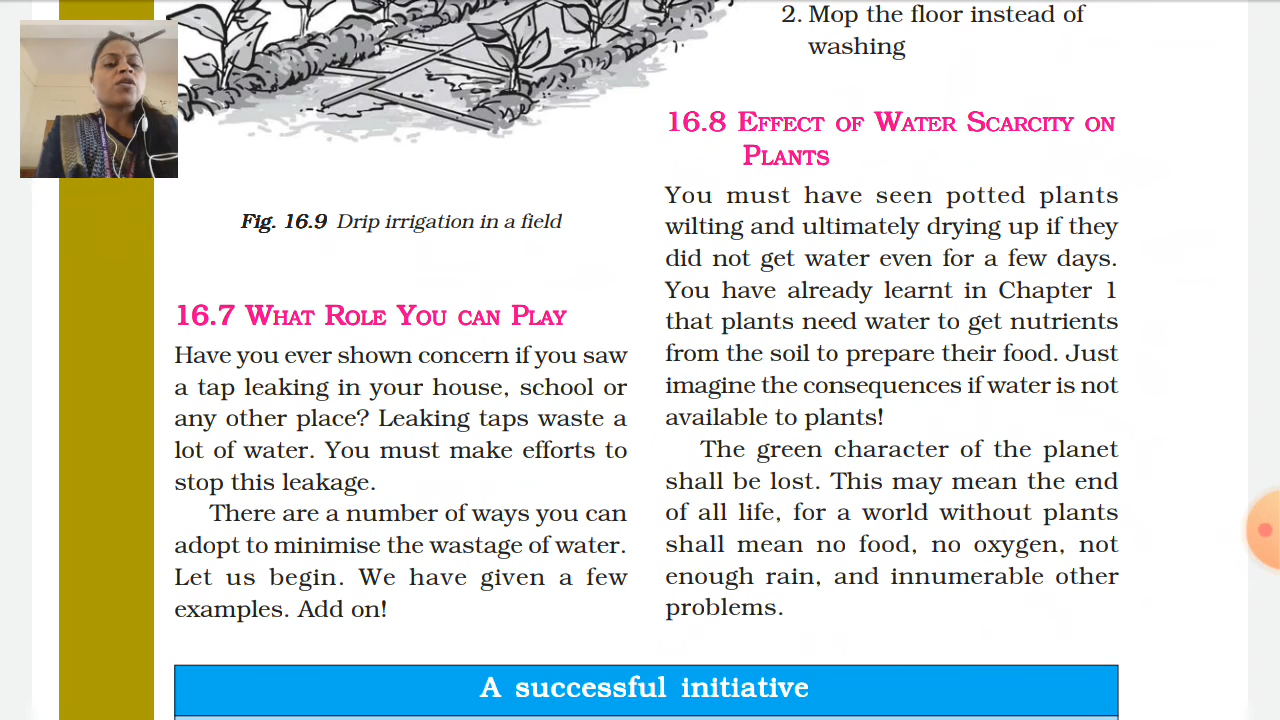 Fig. 16.9 Drip irrigation in a field
16.7 WHAT ROLE YOU CAN PLAY
Have you ever shown concern if you saw
a tap leaking in your house, school or
any other place? Leaking taps waste a
lot of water. You must make efforts to
stop this leakage.
There are a number of ways you can
adopt to minimise the wastage of water.
Let us begin. We have given a few
examples. Add on!
2. Mop the floor instead of
washing
16.8 EFFECT OF WATER SCARCITY ON
PLANTS
You must have seen potted plants
wilting and ultimately drying up if they
did not get water even for a few days.
You have already learnt in Chapter 1
that plants need water to get nutrients
from the soil to prepare their food. Just
imagine the consequences if water is not
available to plants!
The green character of the planet
shall be lost. This may mean the end
of all life, for a world without plants
shall mean no food, no oxygen, not
enough rain, and innumerable other
problems.
A successful initiative